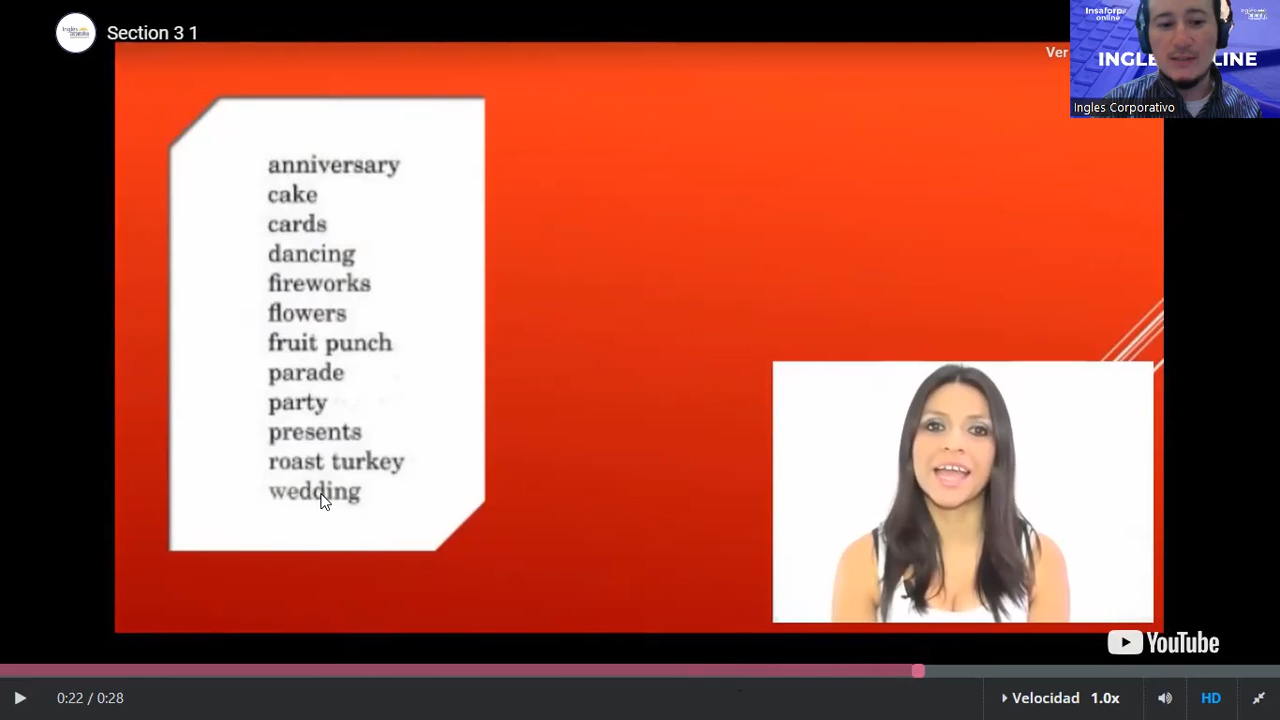 Section 3 1
Ver
Insaforp
online
INGLE
LINE
Ingles Corporativo
anniversary
cake
cards
dancing
fireworks
flowers
fruit punch
parade
party
presents
roast turkey
wedding
YouTube
0:22 / 0:28
Velocidad 1.0x
HD